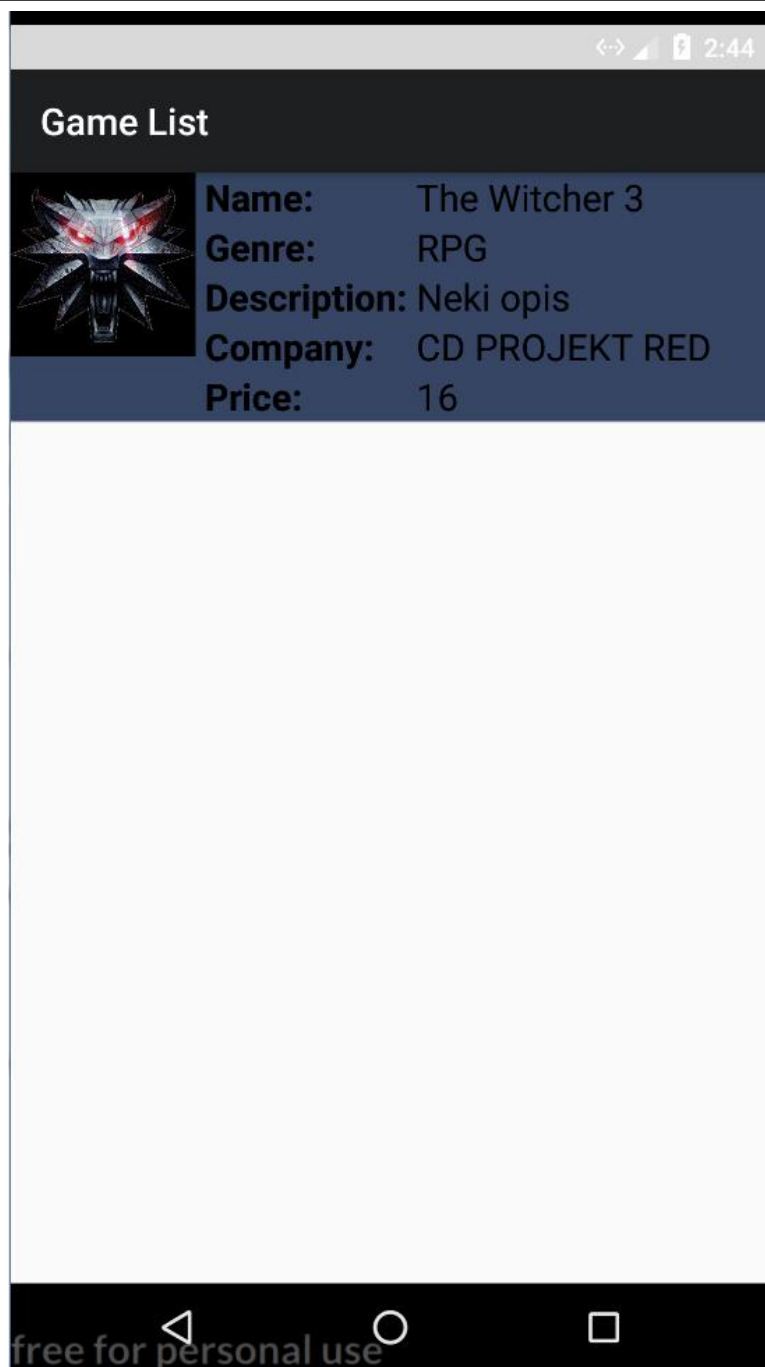 2:44
Game List
Name: The Witcher 3
Genre: RPG
Description: Neki opis
Company: CD PROJEKT RED
Price: 16
free for personal use